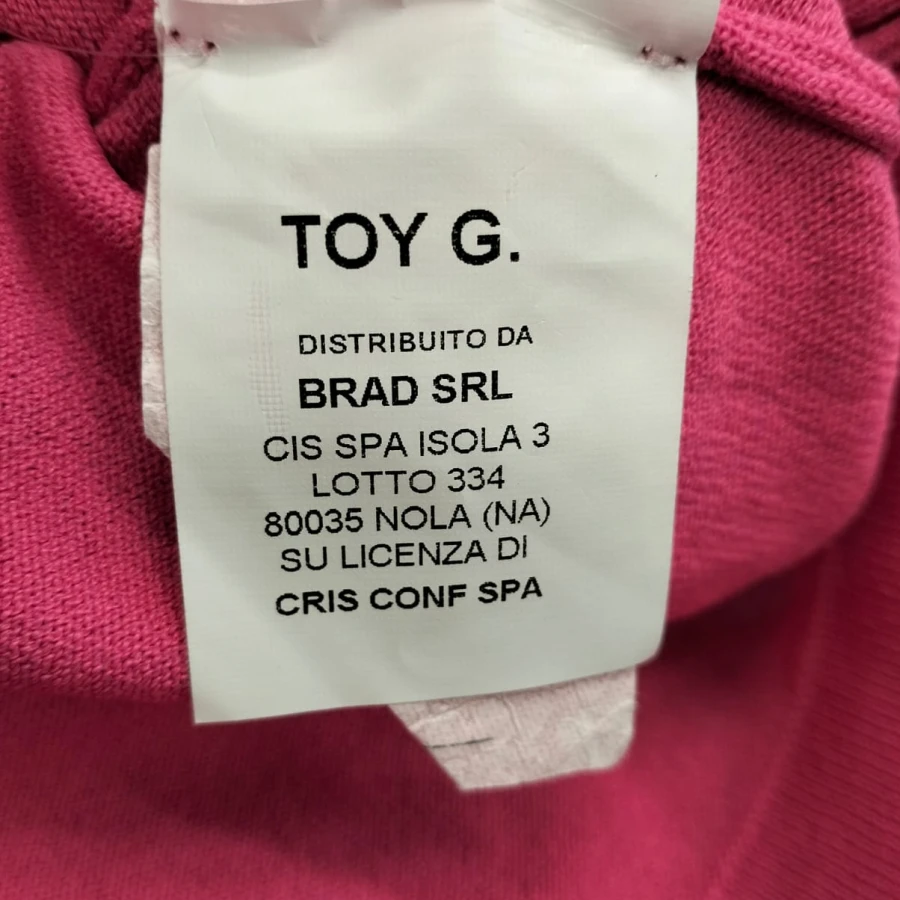 TOY G.
DISTRIBUITO DA
BRAD SRL
CIS SPA ISOLA 3
LOTTO 334
80035 NOLA (NA)
SU LICENZA DI
CRIS CONF SPA